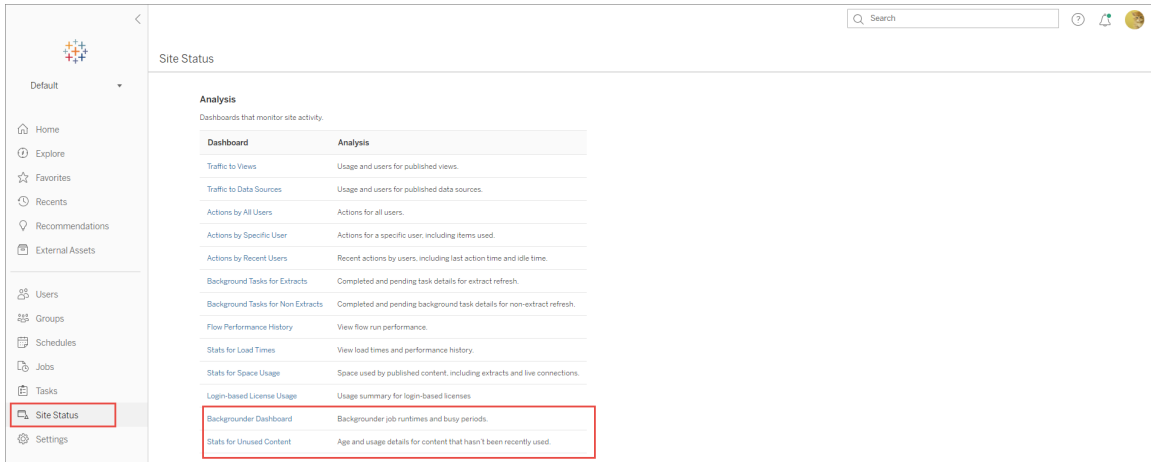 Search
Site Status
Default
Home
Explore
Favorites
Recents
Recommendations
External Assets
Users
Groups
Schedules
Jobs
Tasks
Site Status
Settings
Analysis
Dashboards that monitor site activity.
Dashboard Analysis
Traffic to Views Usage and users for published views.
Traffic to Data Sources Usage and users for published data sources.
Actions by All Users Actions for all users.
Actions by Specific User Actions for a specific user, including items used.
Actions by Recent Users Recent actions by users, including last action time and idle time.
Background Tasks for Extracts Completed and pending task details for extract refresh.
Background Tasks for Non Extracts Completed and pending background task details for non-extract refresh.
Flow Performance History View flow run performance.
Stats for Load Times View load times and performance history.
Stats for Space Usage Space used by published content, including extracts and live connections.
Login-based License Usage Usage summary for login-based licenses
Backgrounder Dashboard Backgrounder job runtimes and busy periods.
Stats for Unused Content Age and usage details for content that hasn't been recently used.